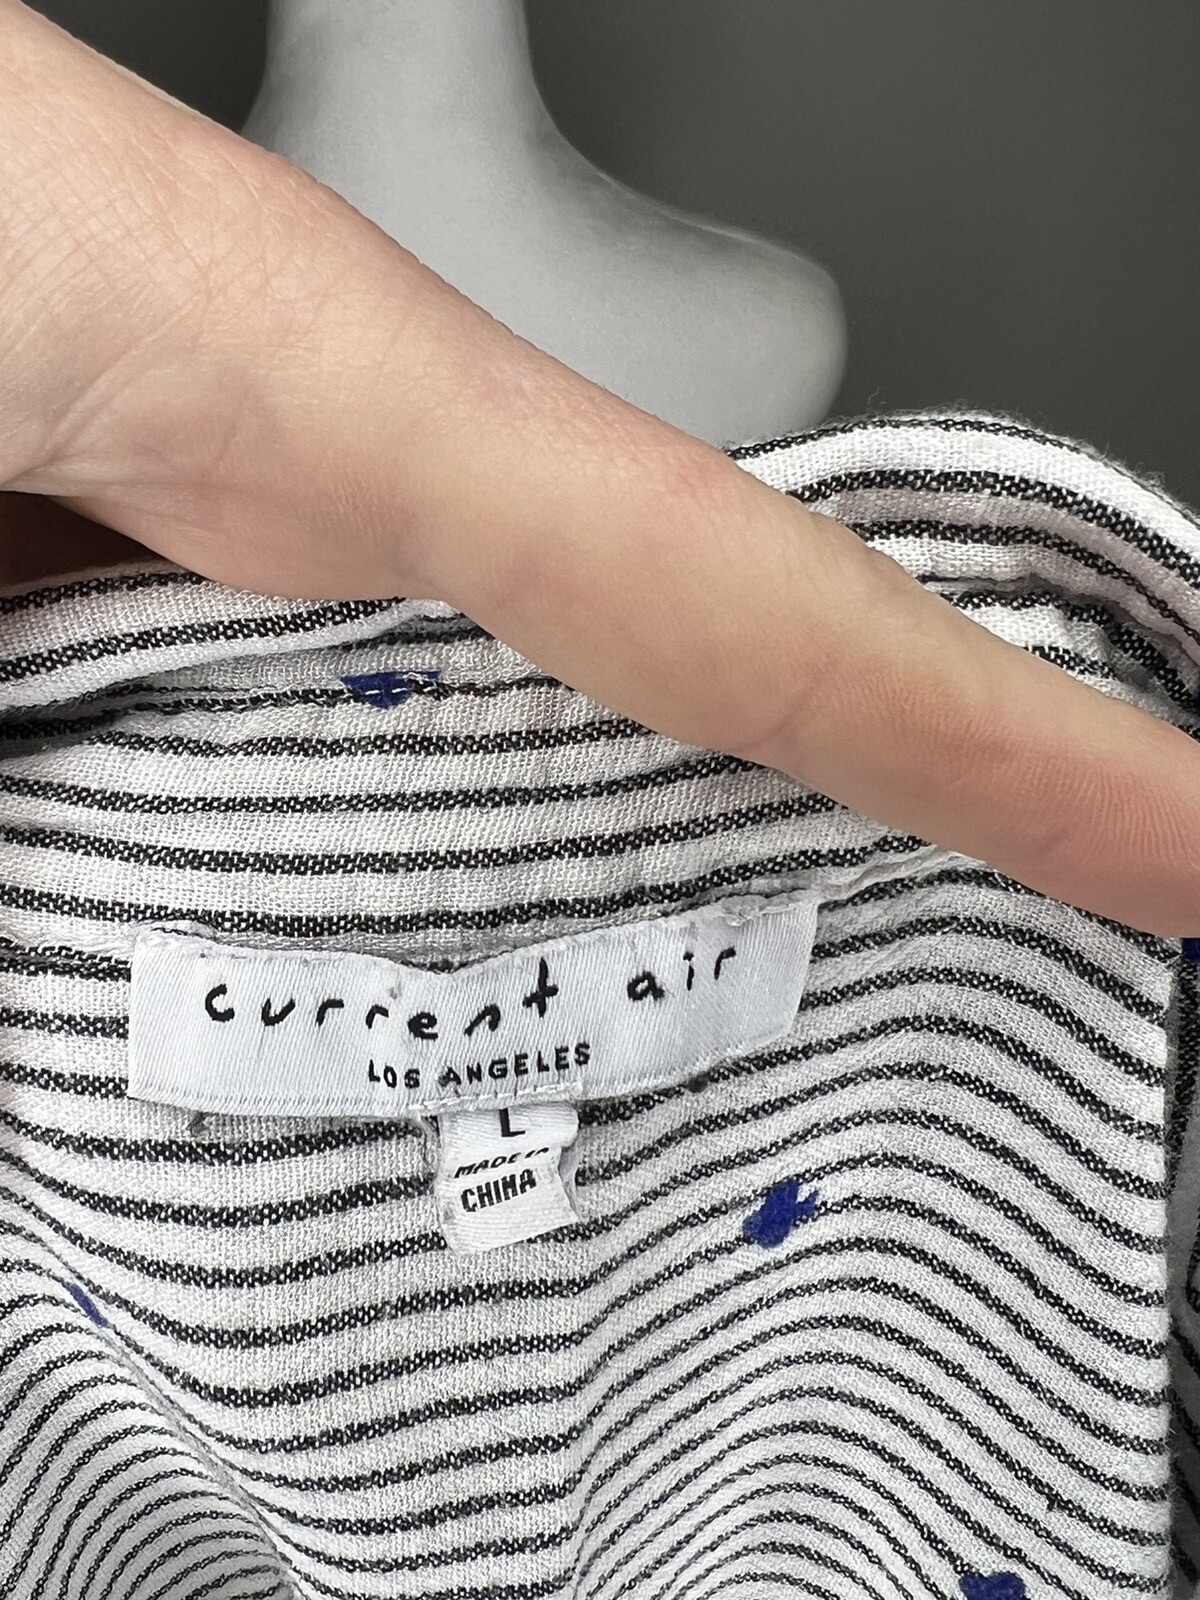 current air
LOS ANGELES
L
MADE IN
CHINA